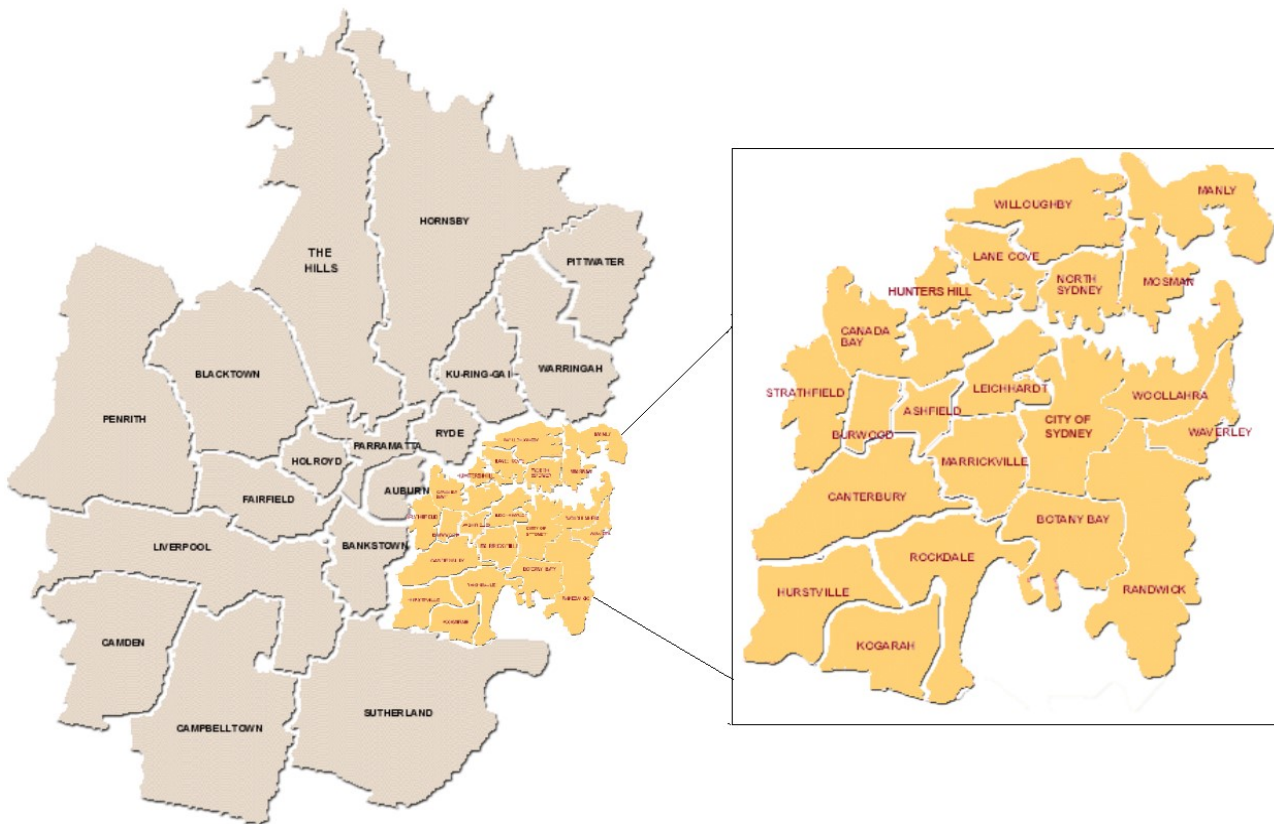 HORNSBY
THE
HILLS
PITTWATER
WARRINGAH
KU-RING-GAI
BLACKTOWN
PENRITH
RYDE
PARRAMATTA
HOLROYD
AUBURN
FAIRFIELD
LIVERPOOL
BANKSTOWN
CAMDEN
CAMPBELLTOWN
SUTHERLAND
MANLY
WILLOUGHBY
LANE COVE
NORTH
SYDNEY
MOSMAN
HUNTERS HILL
CANADA
BAY
STRATHFIELD
LEICHHARDT
ASHFIELD
WOOLLAHRA
BURWOOD
CITY OF
SYDNEY
WAVERLEY
MARRICKVILLE
CANTERBURY
BOTANY BAY
ROCKDALE
HURSTVILLE
RANDWICK
KOGARAH